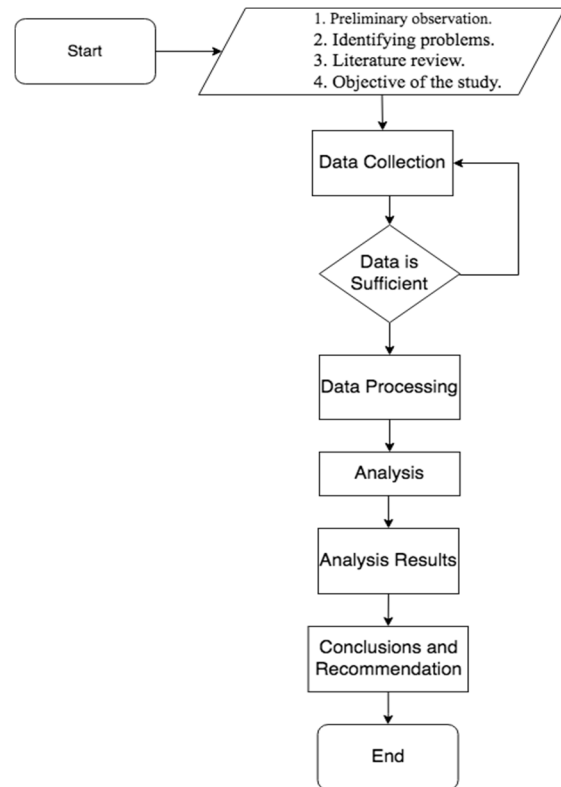 Start
1. Preliminary observation.
2. Identifying problems.
3. Literature review.
4. Objective of the study.
Data Collection
Data is
Sufficient
Data Processing
Analysis
Analysis Results
Conclusions and
Recommendation
End